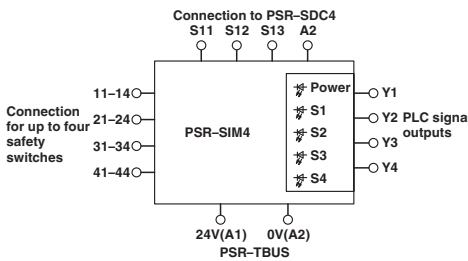 Connection to PSR–SDC4
S11 S12 S13 A2
11–14
21–24
31–34
41–44
Connection
for up to four
safety
switches
PSR–SIM4
Power
S1
S2
S3
S4
Y1
Y2
Y3
Y4
PLC signa
outputs
24V(A1) 0V(A2)
PSR–TBUS